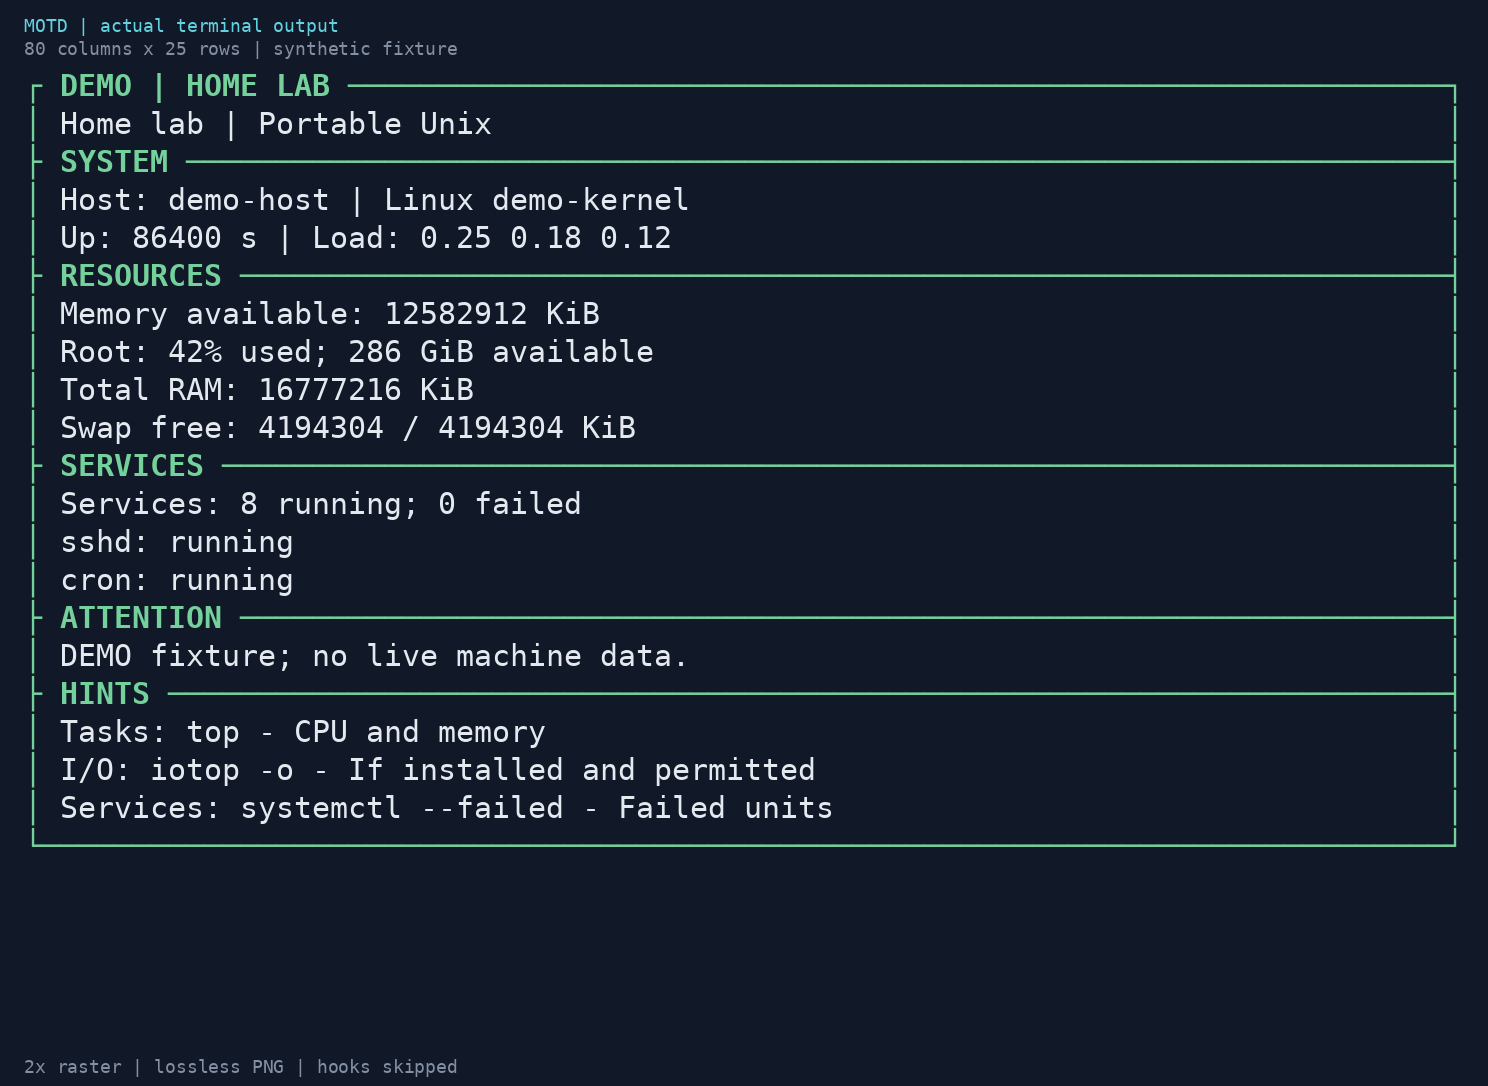 MOTD | actual terminal output
80 columns x 25 rows | synthetic fixture
DEMO | HOME LAB
Home lab | Portable Unix
SYSTEM
Host: demo-host | Linux demo-kernel
Up: 86400 s | Load: 0.25 0.18 0.12
RESOURCES
Memory available: 12582912 KiB
Root: 42% used; 286 GiB available
Total RAM: 16777216 KiB
Swap free: 4194304 / 4194304 KiB
SERVICES
Services: 8 running; 0 failed
sshd: running
cron: running
ATTENTION
DEMO fixture; no live machine data.
HINTS
Tasks: top - CPU and memory
I/O: iotop -o - If installed and permitted
Services: systemctl --failed - Failed units
2x raster | lossless PNG | hooks skipped